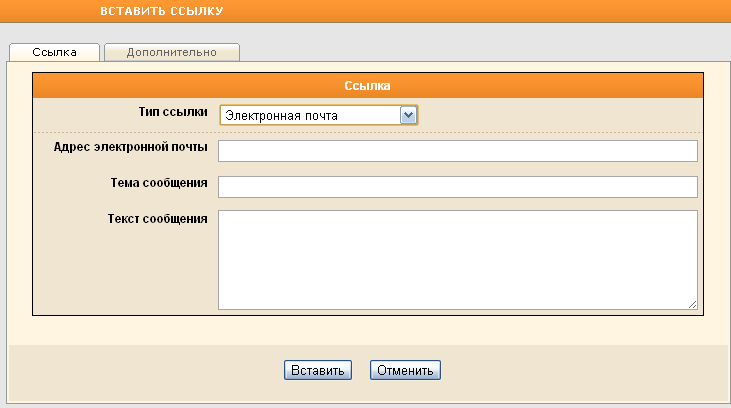 ВСТАВИТЬ ССЫЛКУ
Ссылка Дополнительно
Ссылка
Тип ссылки Электронная почта
Адрес электронной почты
Тема сообщения
Текст сообщения
Вставить Отменить